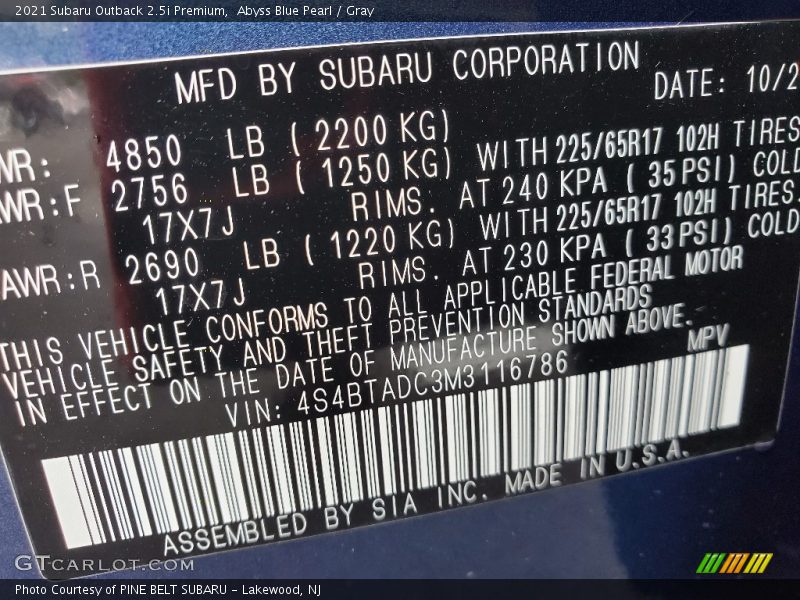 2021 Subaru Outback 2.5i Premium,  Abyss Blue Pearl / Gray
MFD BY SUBARU CORPORATION
DATE: 10/2
WR: 4850 LB ( 2200 KG)
AWR:F 2756 LB ( 1250 KG) WITH 225/65R17 102H TIRES
17X7J RIMS. AT 240 KPA ( 35 PSI) COLD
AWR:R 2690 LB ( 1220 KG) WITH 225/65R17 102H TIRES.
17X7J RIMS. AT 230 KPA ( 33 PSI) COLD
THIS VEHICLE CONFORMS TO ALL APPLICABLE FEDERAL MOTOR
VEHICLE SAFETY AND THEFT PREVENTION STANDARDS
IN EFFECT ON THE DATE OF MANUFACTURE SHOWN ABOVE.
VIN: 4S4BTADC3M3116786 MPV
ASSEMBLED BY SIA INC. MADE IN U.S.A.
GTCARLOT.COM
Photo Courtesy of PINE BELT SUBARU - Lakewood, NJ